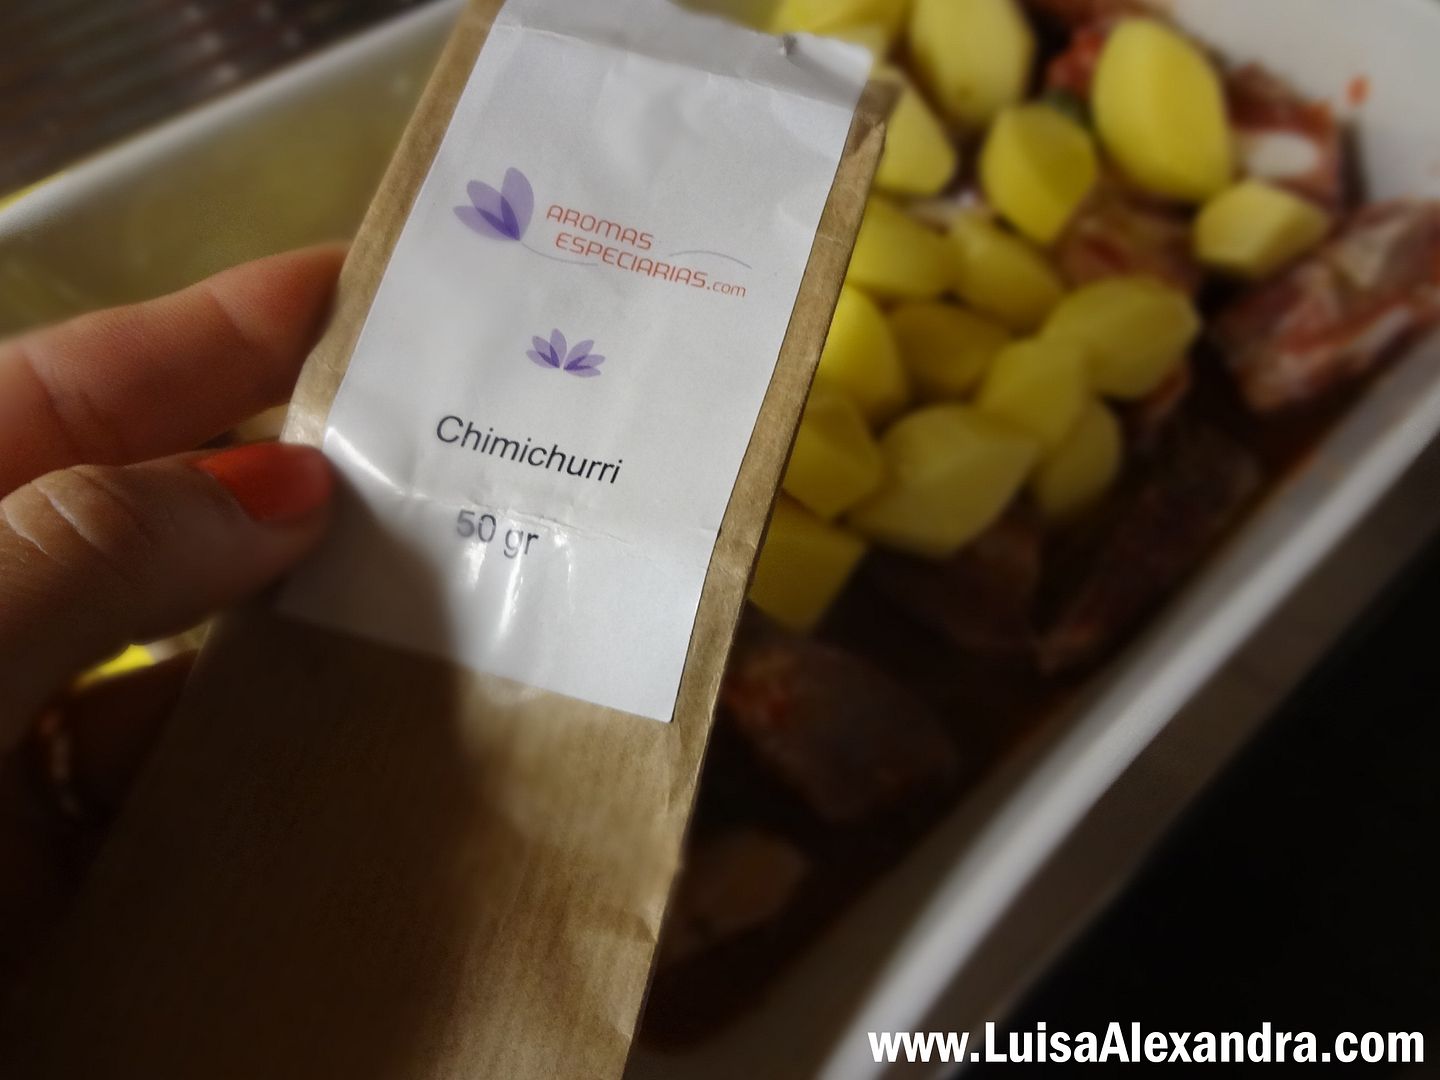 AROMAS
ESPECIARIAS.com
Chimichurri
50 gr
www.LuisaAlexandra.com